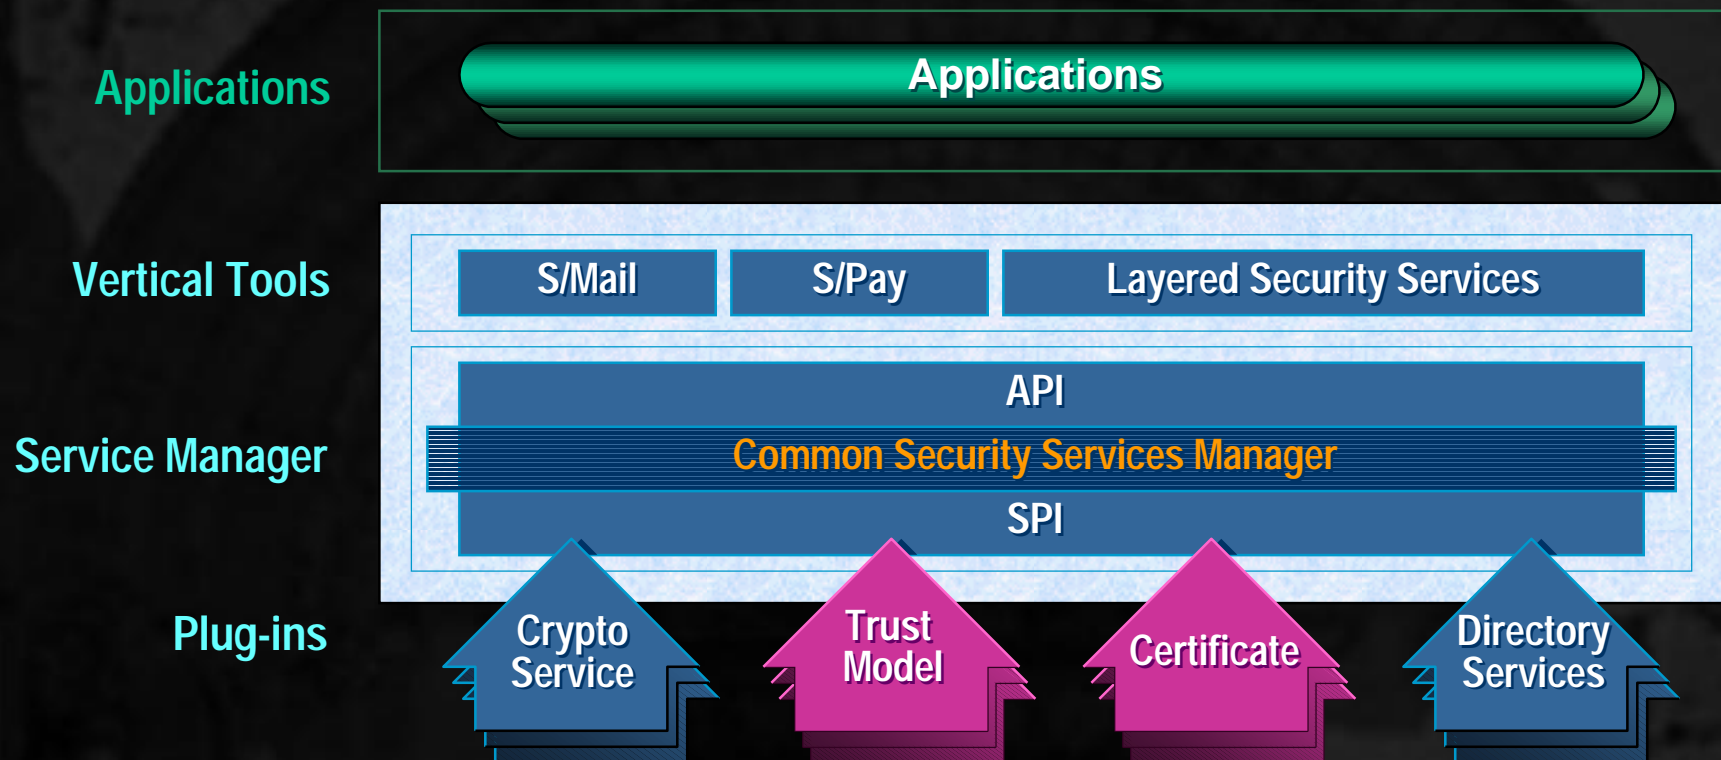 Applications
Applications
Vertical Tools
S/Mail
S/Pay
Layered Security Services
API
Service Manager
Common Security Services Manager
SPI
Plug-ins
Crypto
Service
Trust
Model
Certificate
Directory
Services